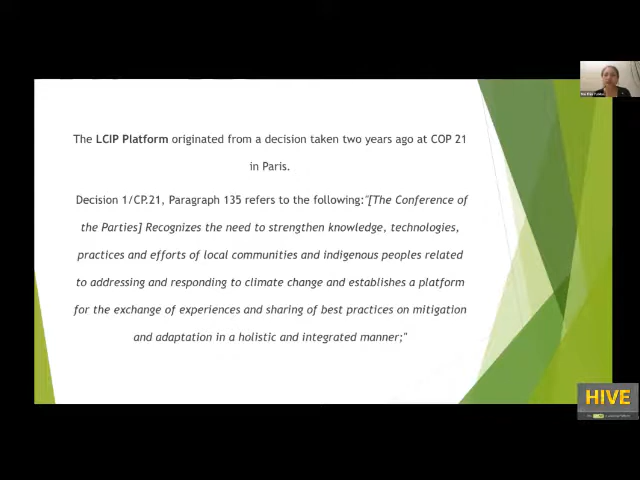 The LCIP Platform originated from a decision taken two years ago at COP 21
in Paris.
Decision 1/CP.21, Paragraph 135 refers to the following:"[The Conference of
the Parties] Recognizes the need to strengthen knowledge, technologies,
practices and efforts of local communities and indigenous peoples related
to addressing and responding to climate change and establishes a platform
for the exchange of experiences and sharing of best practices on mitigation
and adaptation in a holistic and integrated manner;"
HIVE